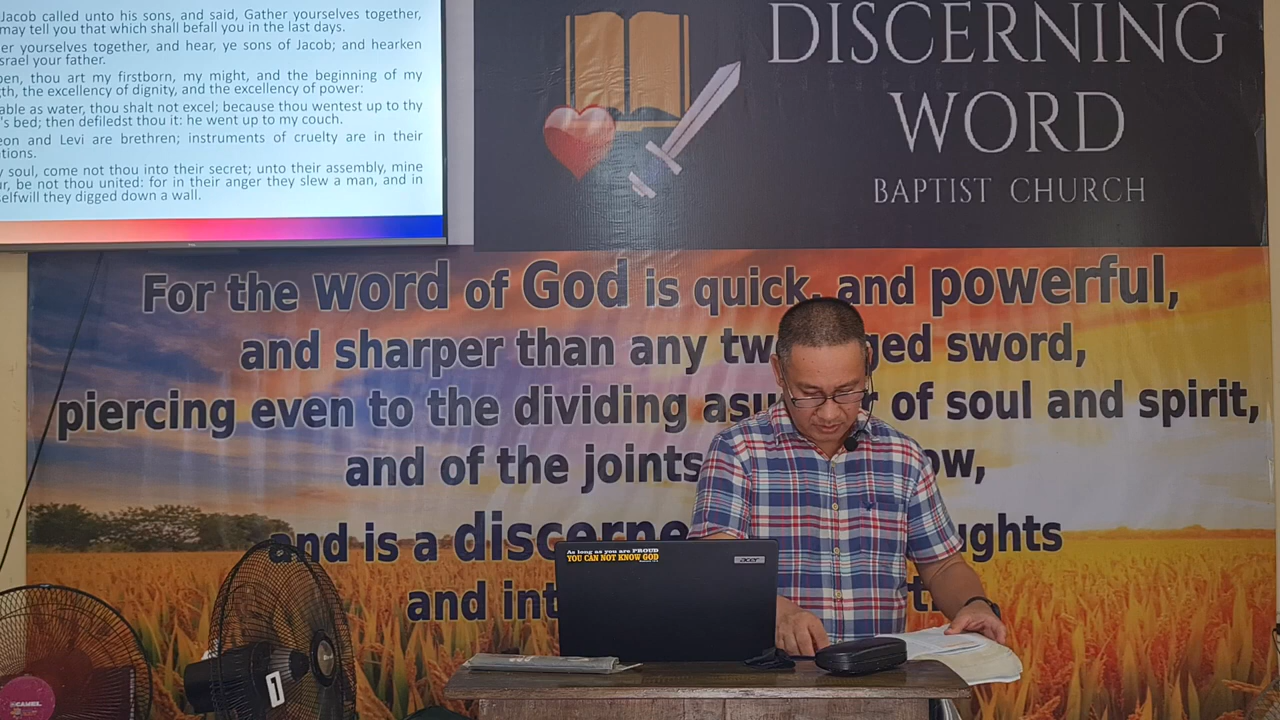 Jacob called unto his sons, and said, Gather yourselves together,
may tell you that which shall befall you in the last days.
er yourselves together, and hear, ye sons of Jacob; and hearken
srael your father.
ben, thou art my firstborn, my might, and the beginning of my
gth, the excellency of dignity, and the excellency of power:
able as water, thou shalt not excel; because thou wentest up to thy
's bed; then defiledst thou it: he went up to my couch.
eon and Levi are brethren; instruments of cruelty are in their
tions.
y soul, come not thou into their secret; unto their assembly, mine
ur, be not thou united: for in their anger they slew a man, and in
selfwill they digged down a wall.
DISCERNING
WORD
BAPTIST CHURCH
For the word of God is quick, and powerful,
and sharper than any tw ged sword,
piercing even to the dividing asu r of soul and spirit,
and of the joints ow,
and is a discerne ughts
and int t
As long as you are PROUD
YOU CAN NOT KNOW GOD
acer
1
CAMEL